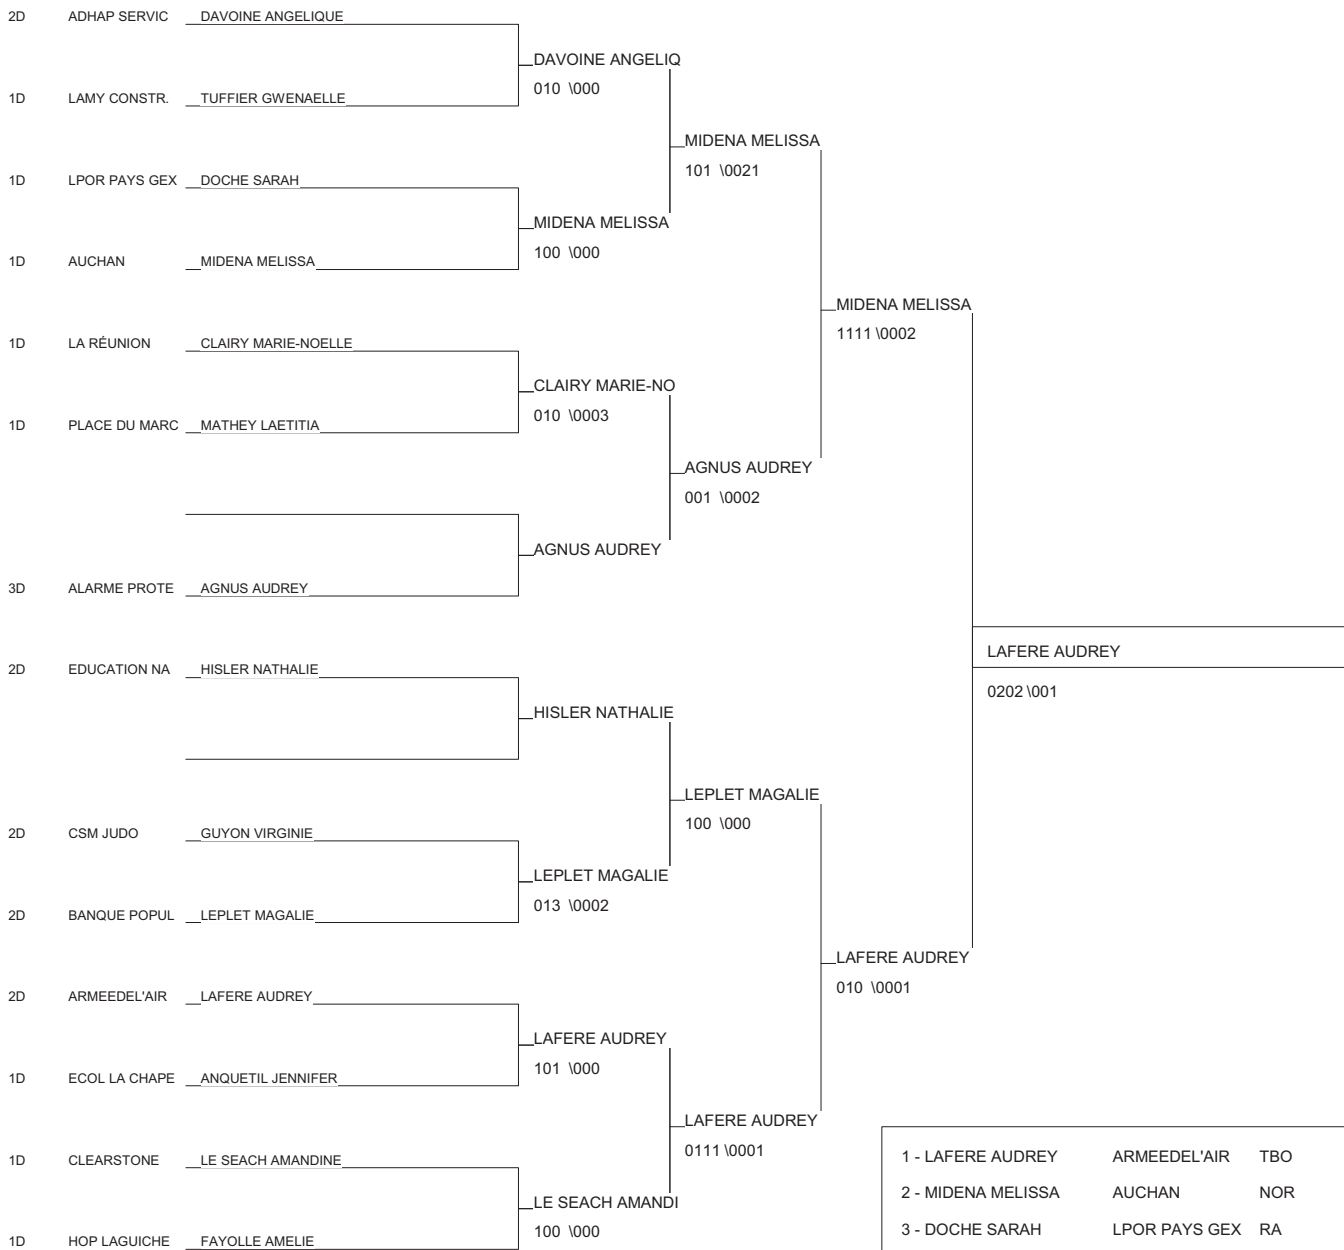 2D ADHAP SERVIC DAVOINE ANGELIQUE
DAVOINE ANGELIQ
010 \000
1D LAMY CONSTR. TUFFIER GWENAELLE
MIDENA MELISSA
101 \0021
1D LPOR PAYS GEX DOCHE SARAH
MIDENA MELISSA
100 \000
1D AUCHAN MIDENA MELISSA
MIDENA MELISSA
1111 \0002
1D LA RÉUNION CLAIRY MARIE-NOELLE
CLAIRY MARIE-NO
010 \0003
1D PLACE DU MARC MATHEY LAETITIA
AGNUS AUDREY
001 \0002
AGNUS AUDREY
3D ALARME PROTE AGNUS AUDREY
LAFERE AUDREY
0202 \001
2D EDUCATION NA HISLER NATHALIE
HISLER NATHALIE
LEPLET MAGALIE
100 \000
2D CSM JUDO GUYON VIRGINIE
LEPLET MAGALIE
013 \0002
2D BANQUE POPUL LEPLET MAGALIE
LAFERE AUDREY
010 \0001
2D ARMEEDEL'AIR LAFERE AUDREY
LAFERE AUDREY
101 \000
1D ECOL LA CHAPE ANQUETIL JENNIFER
LAFERE AUDREY
0111 \0001
1D CLEARSTONE LE SEACH AMANDINE
LE SEACH AMANDI
100 \000
1D HOP LAGUICHE FAYOLLE AMELIE
1 - LAFERE AUDREY ARMEEDEL'AIR TBO
2 - MIDENA MELISSA AUCHAN NOR
3 - DOCHE SARAH LPOR PAYS GEX RA